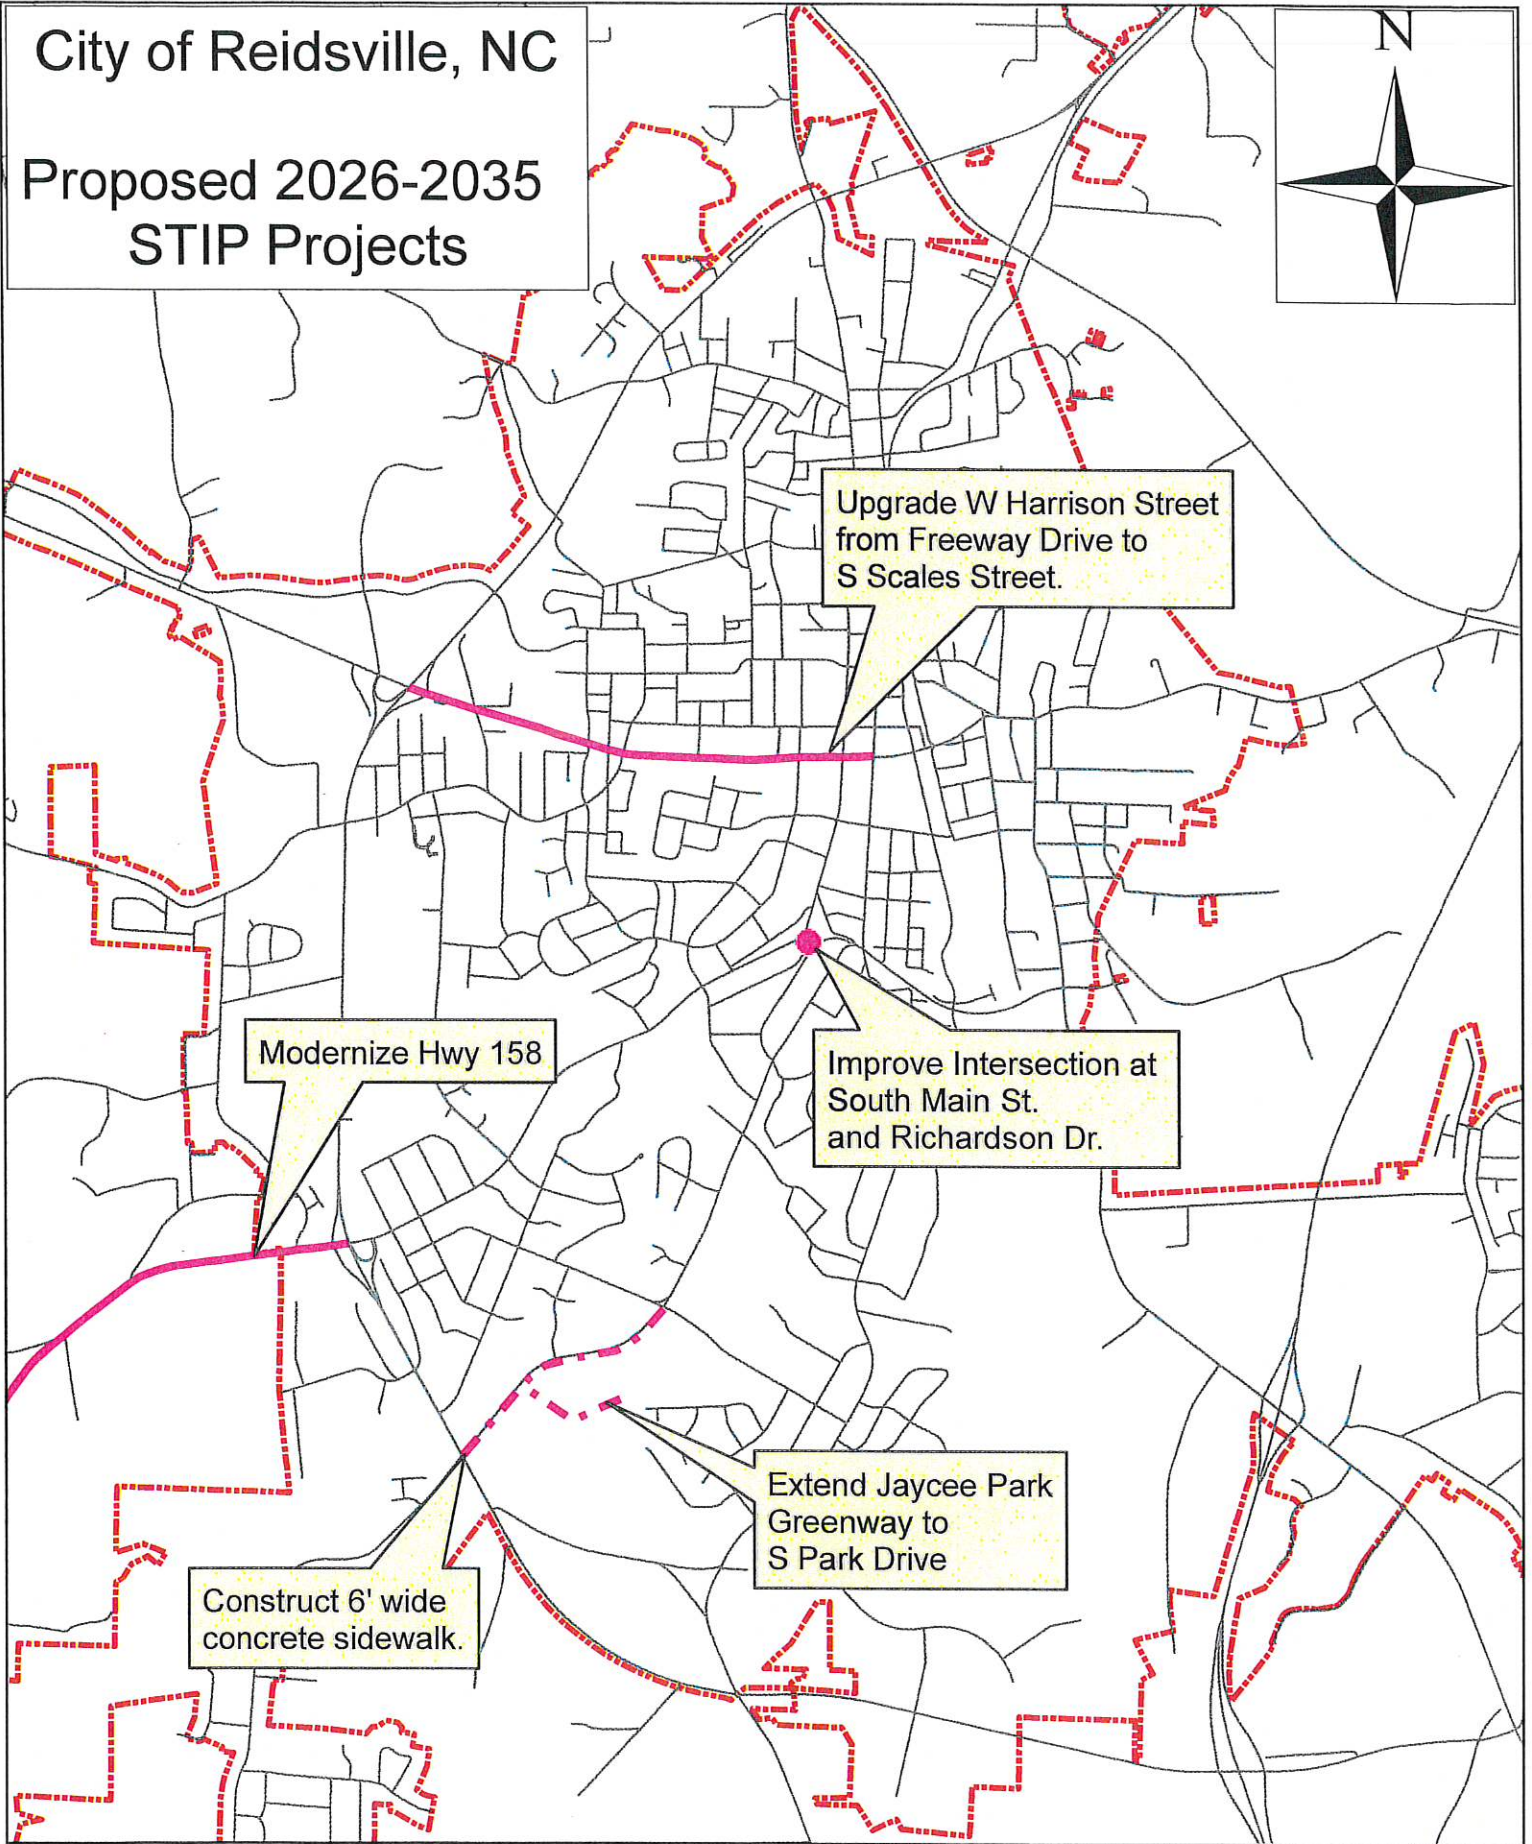 City of Reidsville, NC
Proposed 2026-2035
STIP Projects
N
Upgrade W Harrison Street
from Freeway Drive to
S Scales Street.
Modernize Hwy 158
Improve Intersection at
South Main St.
and Richardson Dr.
Extend Jaycee Park
Greenway to
S Park Drive
Construct 6' wide
concrete sidewalk.